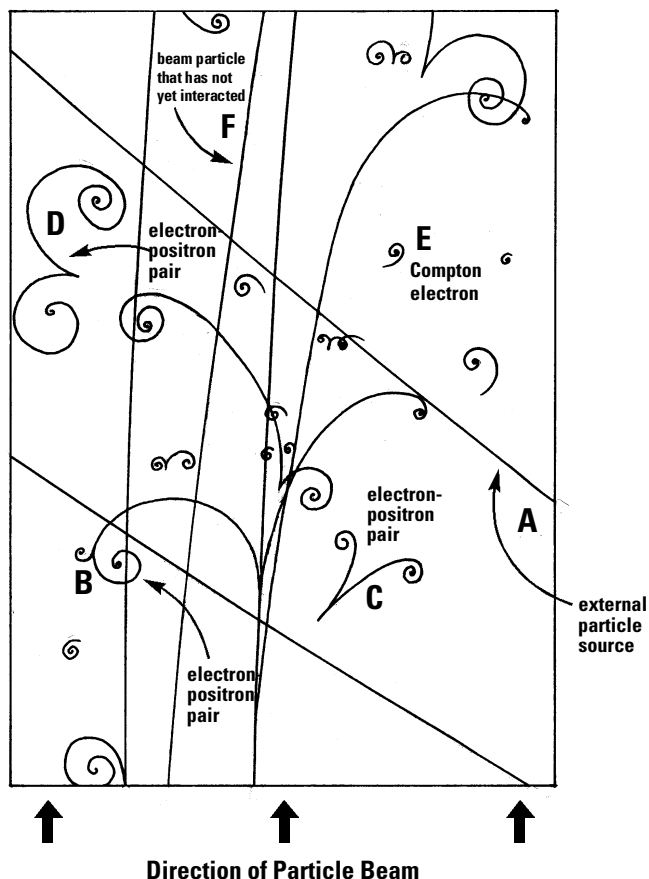 beam particle
that has not
yet interacted
F
D
electron-
positron
pair
E
Compton
electron
electron-
positron
pair
A
B
C
external
particle
source
electron-
positron
pair
Direction of Particle Beam